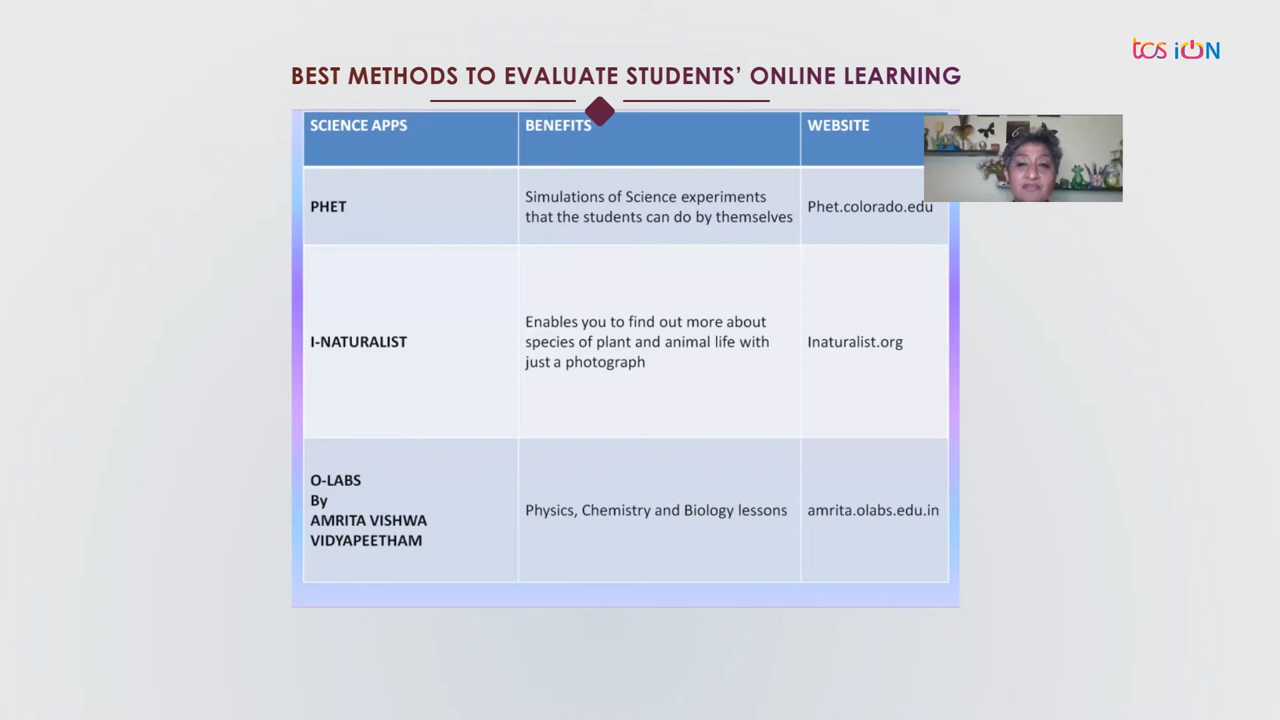 tcs iON
BEST METHODS TO EVALUATE STUDENTS' ONLINE LEARNING
SCIENCE APPS
BENEFITS
WEBSITE
PHET
Simulations of Science experiments
that the students can do by themselves
Phet.colorado.edu
I-NATURALIST
Enables you to find out more about
species of plant and animal life with
just a photograph
Inaturalist.org
O-LABS
By
AMRITA VISHWA
VIDYAPEETHAM
Physics, Chemistry and Biology lessons
amrita.olabs.edu.in